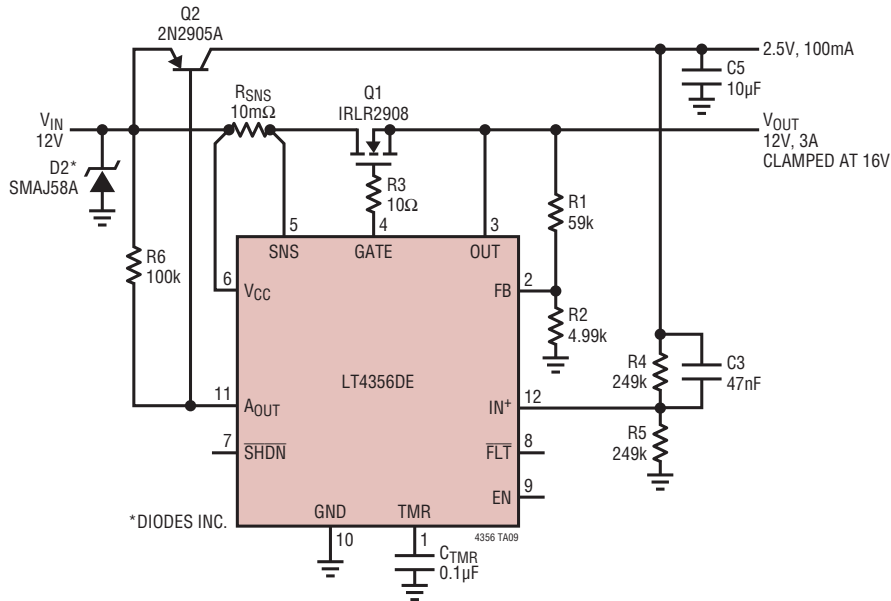 Q2
2N2905A
2.5V, 100mA
C5
10µF
VIN
12V
RSNS
10mΩ
Q1
IRLR2908
VOUT
12V, 3A
CLAMPED AT 16V
D2*
SMAJ58A
R3
10Ω
R1
59k
5
4
3
SNS
GATE
OUT
R6
100k
6
VCC
FB
2
R2
4.99k
LT4356DE
R4
249k
C3
47nF
11
AOUT
IN+
12
7
SHDN
FLT
8
R5
249k
EN
9
*DIODES INC.
GND
TMR
4356 TA09
10
1
CTMR
0.1µF